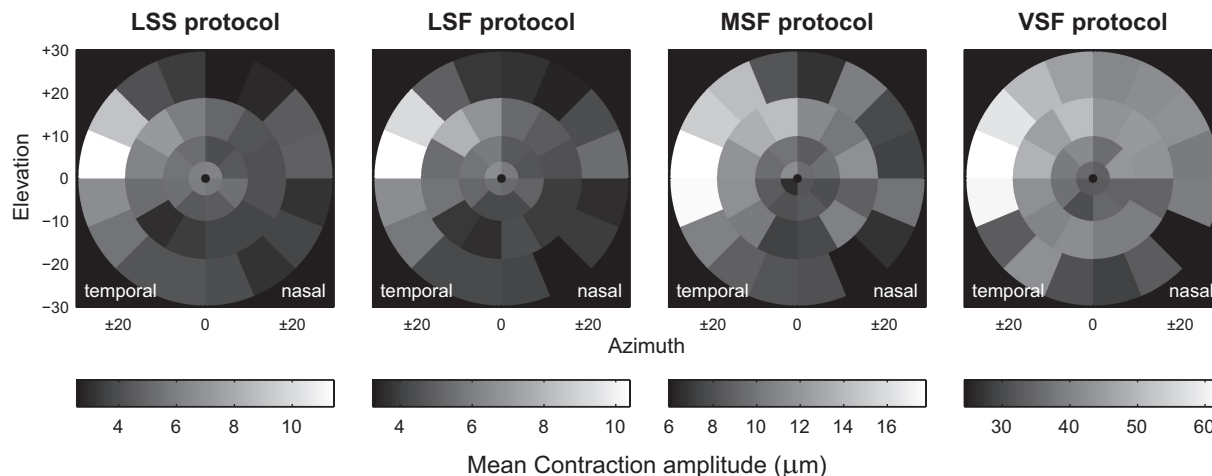 LSS protocol LSF protocol MSF protocol VSF protocol
+30
+20
+10
0
−10
−20
−30
Elevation
temporal nasal temporal nasal temporal nasal temporal nasal
±20 0 ±20 ±20 0 ±20 ±20 0 ±20 ±20 0 ±20
Azimuth
4 6 8 10 4 6 8 10 6 8 10 12 14 16 30 40 50 60
Mean Contraction amplitude (μm)